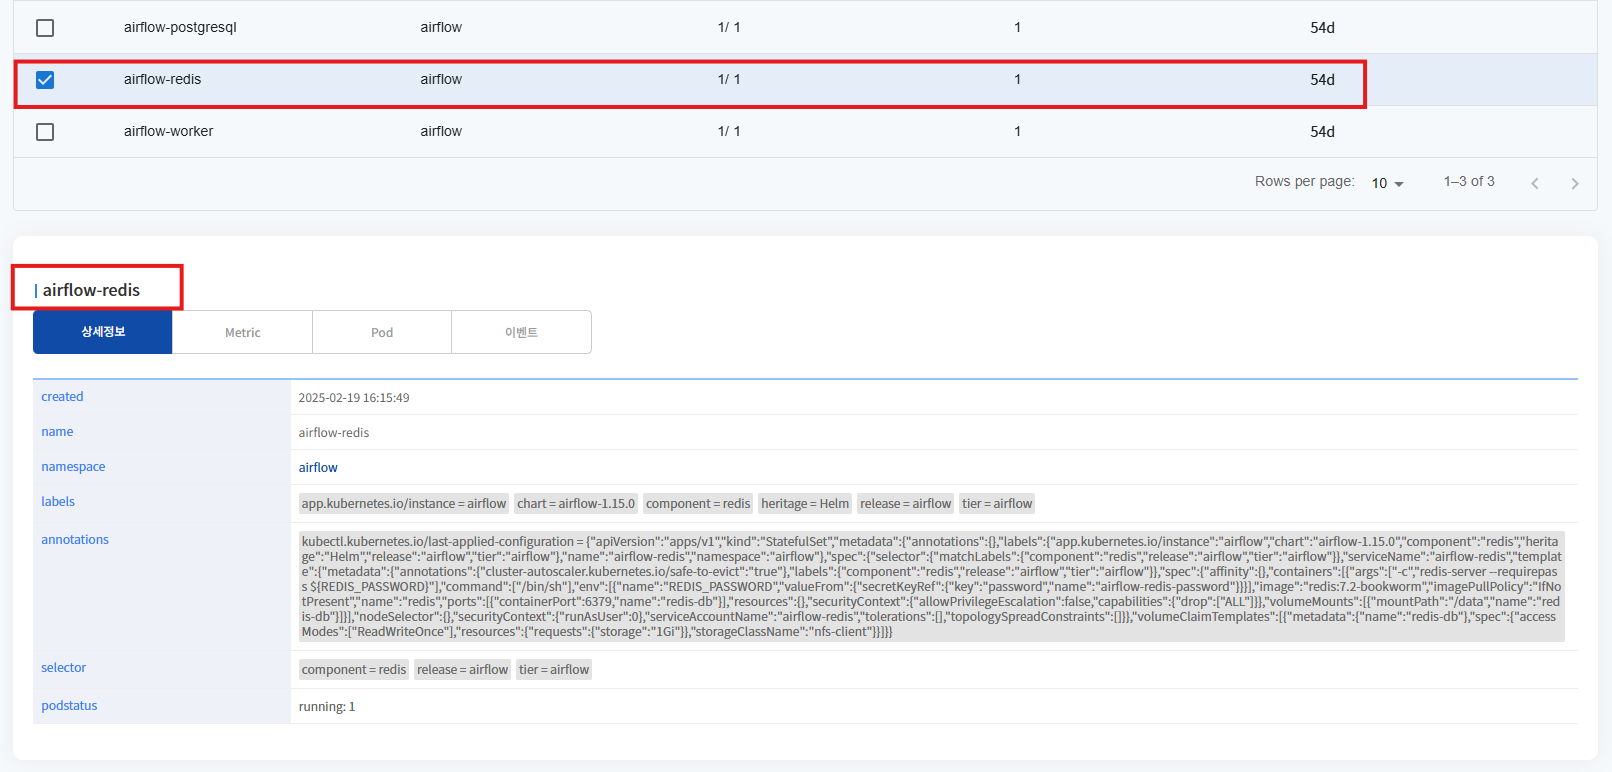 airflow-postgresql airflow 1/ 1 1 54d
airflow-redis airflow 1/ 1 1 54d
airflow-worker airflow 1/ 1 1 54d
Rows per page: 10 1–3 of 3
airflow-redis
상세정보 Metric Pod 이벤트
created 2025-02-19 16:15:49
name airflow-redis
namespace airflow
labels app.kubernetes.io/instance = airflow chart = airflow-1.15.0 component = redis heritage = Helm release = airflow tier = airflow
annotations kubectl.kubernetes.io/last-applied-configuration = {"apiVersion":"apps/v1","kind":"StatefulSet","metadata":{"annotations":{},"labels":{"app.kubernetes.io/instance":"airflow","chart":"airflow-1.15.0","component":"redis","herita
ge":"Helm","release":"airflow","tier":"airflow"},"name":"airflow-redis","namespace":"airflow"},"spec":{"selector":{"matchLabels":{"component":"redis","release":"airflow","tier":"airflow"}},"serviceName":"airflow-redis","templat
e":{"metadata":{"annotations":{"cluster-autoscaler.kubernetes.io/safe-to-evict":"true"},"labels":{"component":"redis","release":"airflow","tier":"airflow"}},"spec":{"affinity":{},"containers":[{"args":["-c","redis-server --requirepas
s ${REDIS_PASSWORD}"],"command":["/bin/sh"],"env":[{"name":"REDIS_PASSWORD","valueFrom":{"secretKeyRef":{"key":"password","name":"airflow-redis-password"}}}],"image":"redis:7.2-bookworm","imagePullPolicy":"IfNo
tPresent","name":"redis","ports":[{"containerPort":6379,"name":"redis-db"}],"resources":{},"securityContext":{"allowPrivilegeEscalation":false,"capabilities":{"drop":["ALL"]}},"volumeMounts":[{"mountPath":"/data","name":"red
is-db"}]}],"nodeSelector":{},"securityContext":{"runAsUser":0},"serviceAccountName":"airflow-redis","tolerations":[],"topologySpreadConstraints":[]}},"volumeClaimTemplates":[{"metadata":{"name":"redis-db"},"spec":{"access
Modes":["ReadWriteOnce"],"resources":{"requests":{"storage":"1Gi"}},"storageClassName":"nfs-client"}}]}}
selector component = redis release = airflow tier = airflow
podstatus running: 1